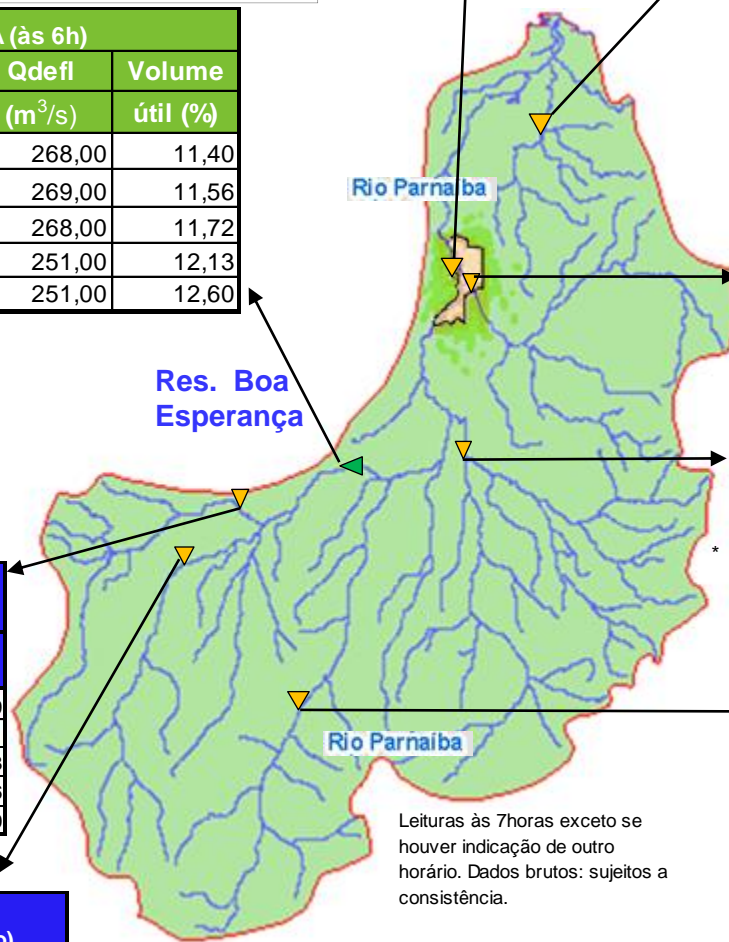 (às 6h)
Qdefl Volume
(m³/s) útil (%)
268,00 11,40
269,00 11,56
268,00 11,72
251,00 12,13
251,00 12,60
Rio Parnaíba
Res. Boa
Esperança
*
Rio Parnaíba
Leituras às 7horas exceto se
houver indicação de outro
horário. Dados brutos: sujeitos a
consistência.